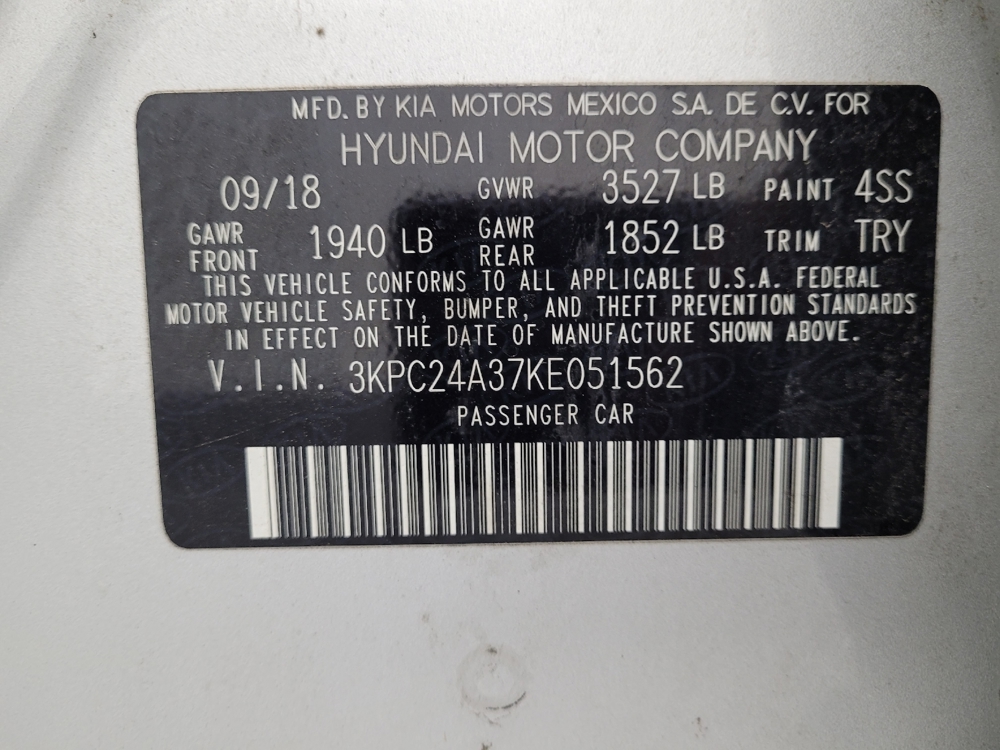 MFD. BY KIA MOTORS MEXICO S.A. DE C.V. FOR
HYUNDAI MOTOR COMPANY
09/18 GVWR 3527 LB PAINT 4SS
GAWR FRONT 1940 LB GAWR REAR 1852 LB TRIM TRY
THIS VEHICLE CONFORMS TO ALL APPLICABLE U.S.A. FEDERAL
MOTOR VEHICLE SAFETY, BUMPER, AND THEFT PREVENTION STANDARDS
IN EFFECT ON THE DATE OF MANUFACTURE SHOWN ABOVE.
V.I.N. 3KPC24A37KE051562
PASSENGER CAR